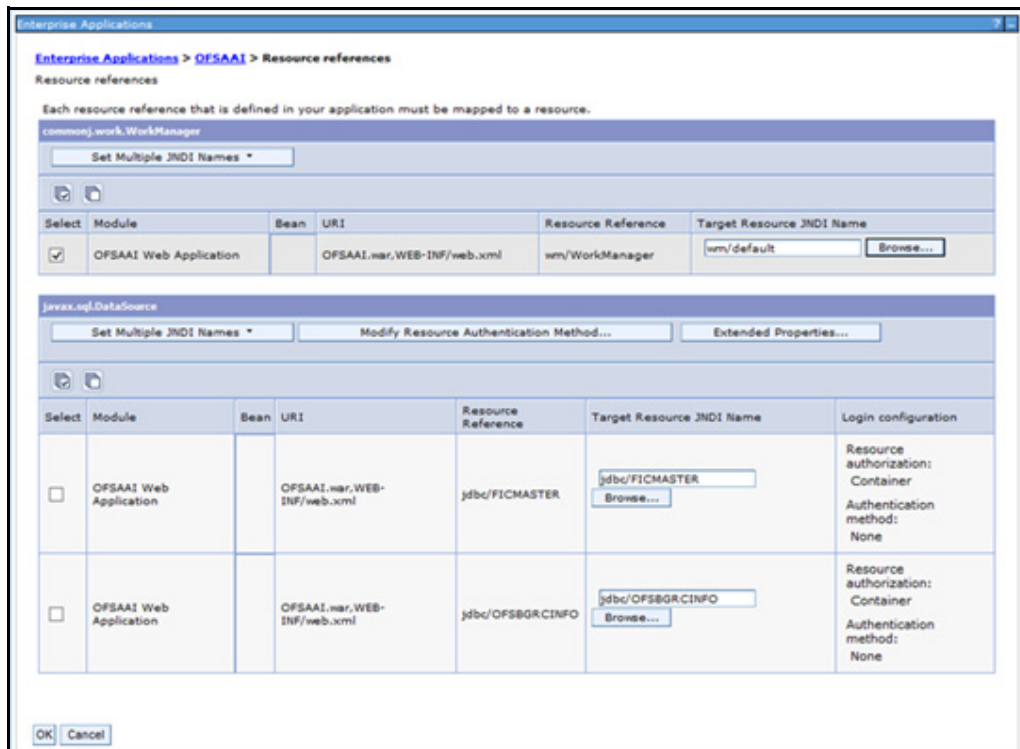 Enterprise Applications ? -
Enterprise Applications > OFSAAI > Resource references
Resource references
Each resource reference that is defined in your application must be mapped to a resource.
commonj.work.WorkManager
Set Multiple JNDI Names
Select Module Bean URI Resource Reference Target Resource JNDI Name
OFSAAI Web Application OFSAAI.war,WEB-INF/web.xml wm/WorkManager wm/default Browse...
javax.sql.DataSource
Set Multiple JNDI Names Modify Resource Authentication Method... Extended Properties...
Select Module Bean URI Resource Reference Target Resource JNDI Name Login configuration
OFSAAI Web Application OFSAAI.war,WEB-INF/web.xml jdbc/FICMASTER jdbc/FICMASTER Browse... Resource authorization: Container Authentication method: None
OFSAAI Web Application OFSAAI.war,WEB-INF/web.xml jdbc/OFSBGRCINFO jdbc/OFSBGRCINFO Browse... Resource authorization: Container Authentication method: None
OK Cancel